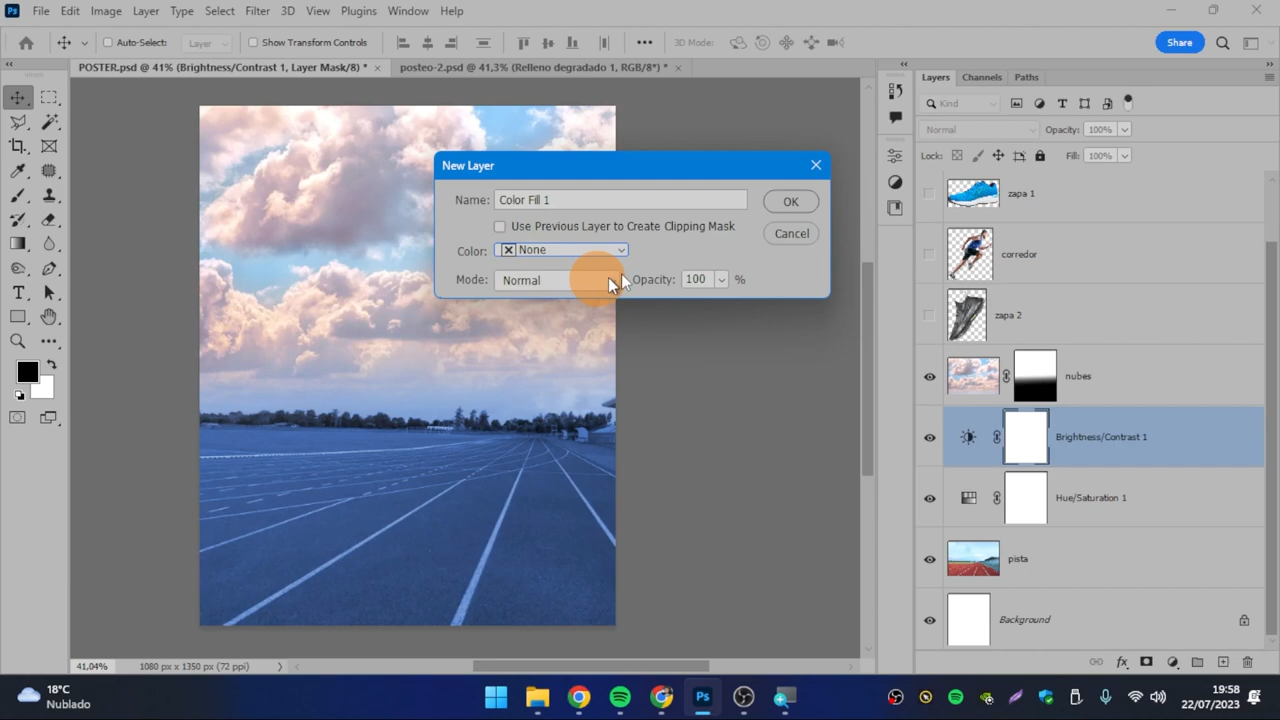 Ps File Edit Image Layer Type Select Filter 3D View Plugins Window Help
Auto-Select: Layer Show Transform Controls 3D Mode: Share
POSTER.psd @ 41% (Brightness/Contrast 1, Layer Mask/8) * × posteo-2.psd @ 41,3% (Relleno degradado 1, RGB/8*) * ×
Layers Channels Paths
Kind
Normal Opacity: 100%
Lock: Fill: 100%
New Layer
Name: Color Fill 1 OK
Use Previous Layer to Create Clipping Mask
Cancel
Color: None
Mode: Normal Opacity: 100 %
zapa 1
corredor
zapa 2
nubes
Brightness/Contrast 1
Hue/Saturation 1
pista
Background
41,04% 1080 px x 1350 px (72 ppi)
fx
18°C
Nublado
Ps
19:58
22/07/2023